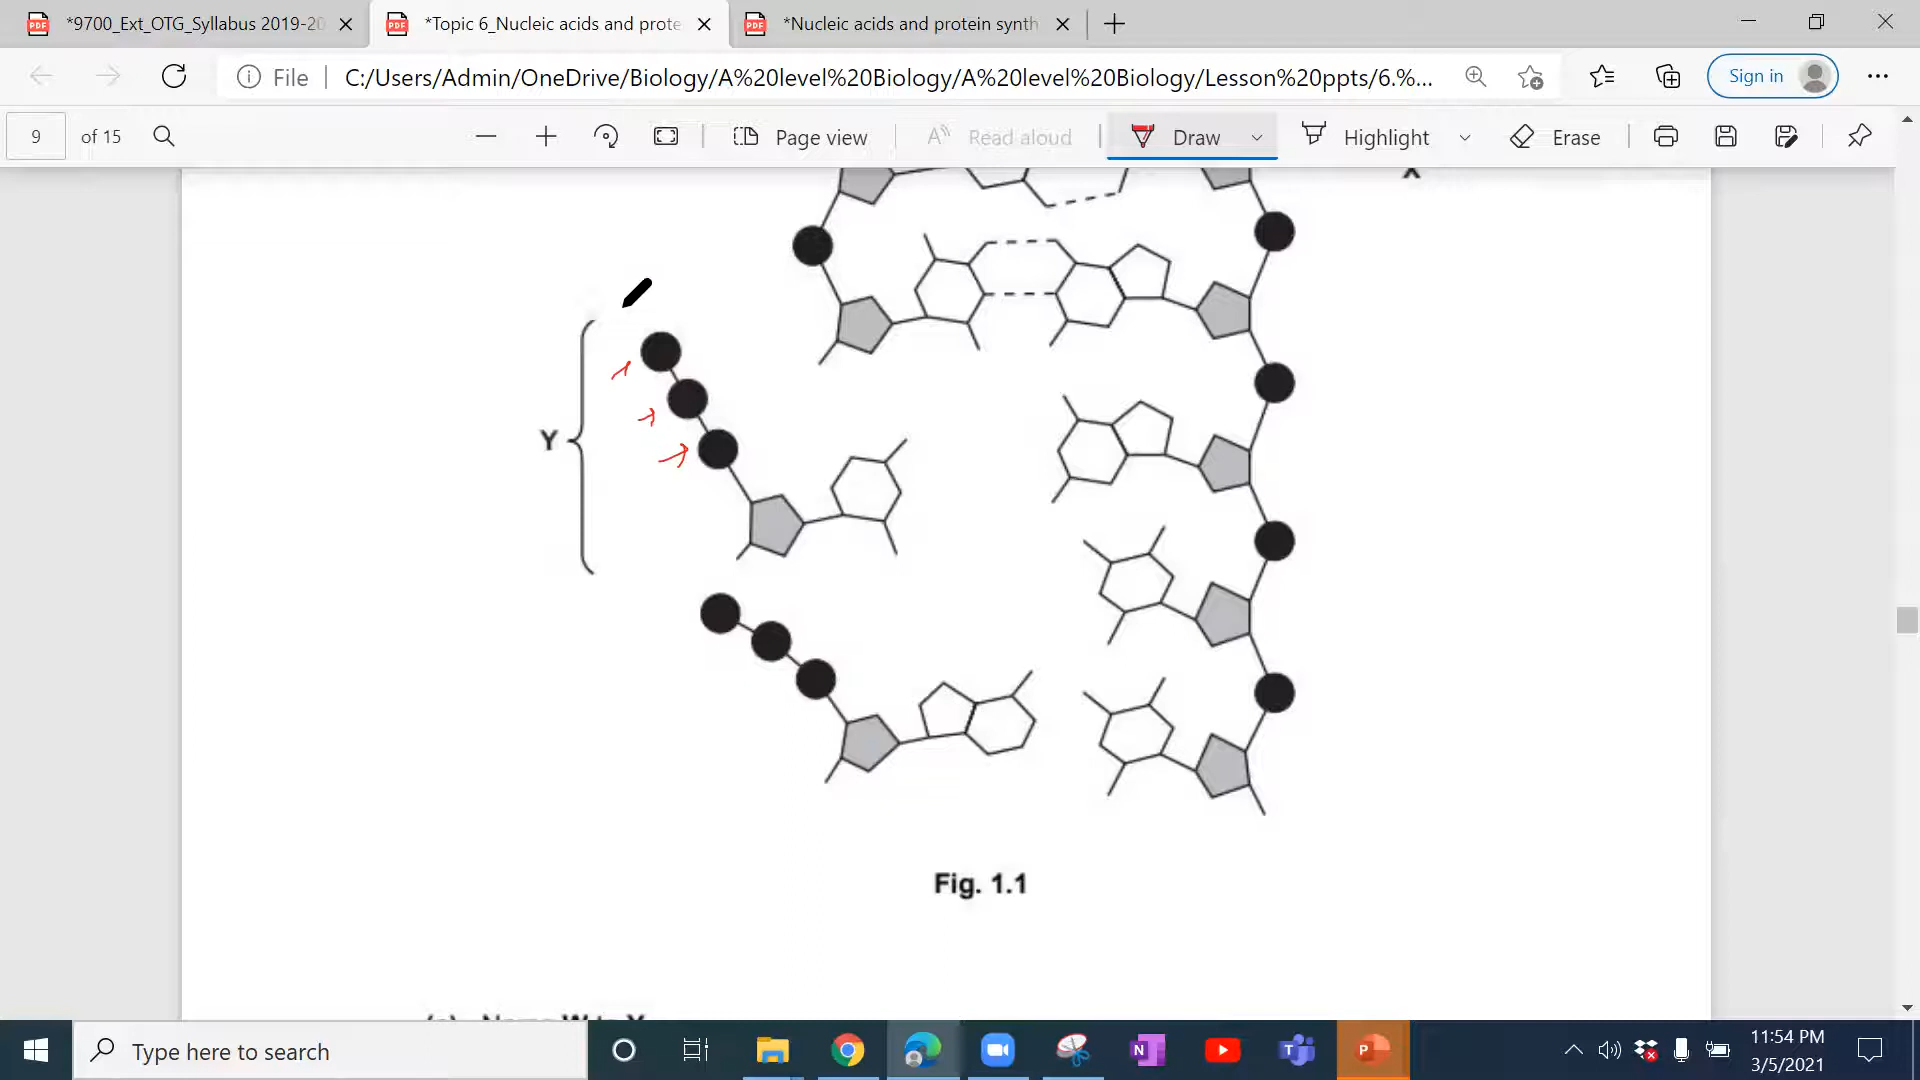 *9700_Ext_OTG_Syllabus 2019-20
*Topic 6_Nucleic acids and prote
*Nucleic acids and protein synth
File
C:/Users/Admin/OneDrive/Biology/A%20level%20Biology/A%20level%20Biology/Lesson%20ppts/6.%...
Sign in
9 of 15
Page view
Read aloud
Draw
Highlight
Erase
X
Y
Fig. 1.1
Type here to search
11:54 PM
3/5/2021